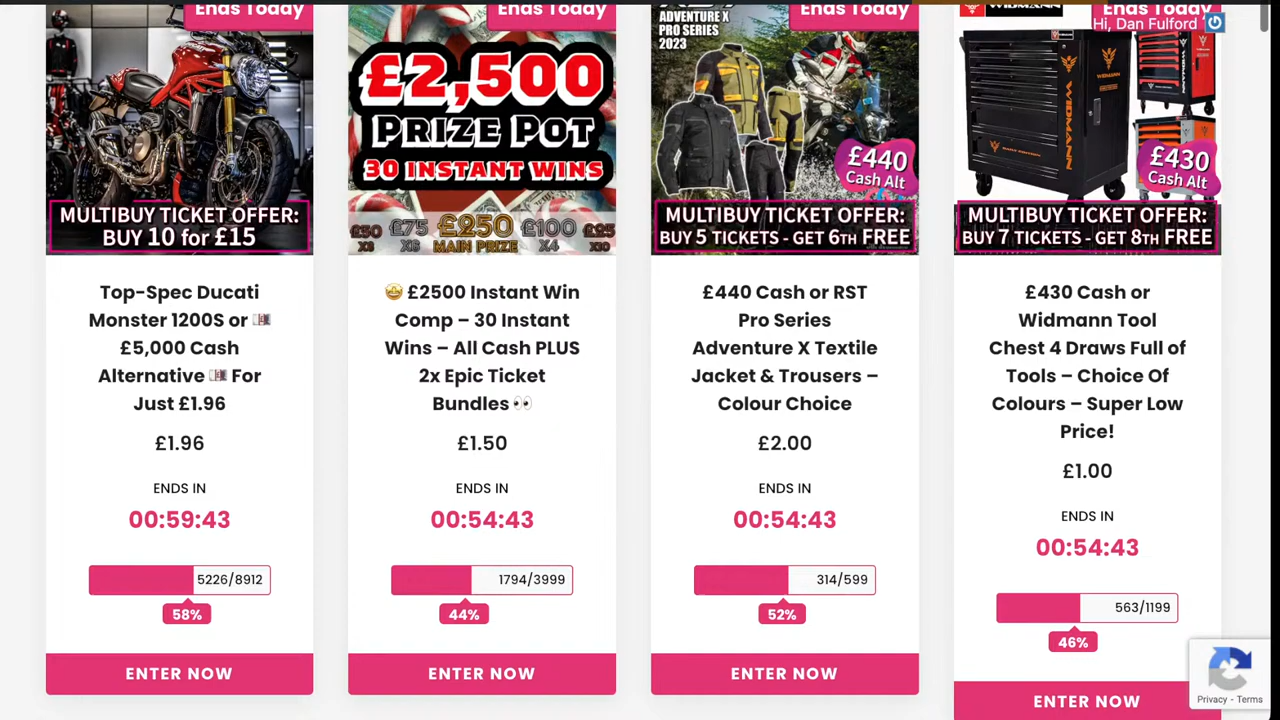 Ends Today
MULTIBUY TICKET OFFER:
BUY 10 for £15
Top-Spec Ducati
Monster 1200S or
£5,000 Cash
Alternative For
Just £1.96
£1.96
ENDS IN
00:59:43
5226/8912
58%
ENTER NOW
Ends Today
£2,500
PRIZE POT
30 INSTANT WINS
£50 £75 £250 £100 £25
X8 X6 MAIN PRIZE X4
🤩 £2500 Instant Win
Comp – 30 Instant
Wins – All Cash PLUS
2x Epic Ticket
Bundles 👀
£1.50
ENDS IN
00:54:43
1794/3999
44%
ENTER NOW
Ends Today
ADVENTURE X
PRO SERIES
2023
£440
Cash Alt
MULTIBUY TICKET OFFER:
BUY 5 TICKETS - GET 6TH FREE
£440 Cash or RST
Pro Series
Adventure X Textile
Jacket & Trousers –
Colour Choice
£2.00
ENDS IN
00:54:43
314/599
52%
ENTER NOW
WIDMANN
Ends Today
Hi, Dan Fulford
WIDMANN
WIDMANN
£430
Cash Alt
MULTIBUY TICKET OFFER:
BUY 7 TICKETS - GET 8TH FREE
£430 Cash or
Widmann Tool
Chest 4 Draws Full of
Tools – Choice Of
Colours – Super Low
Price!
£1.00
ENDS IN
00:54:43
563/1199
46%
ENTER NOW
Privacy - Terms